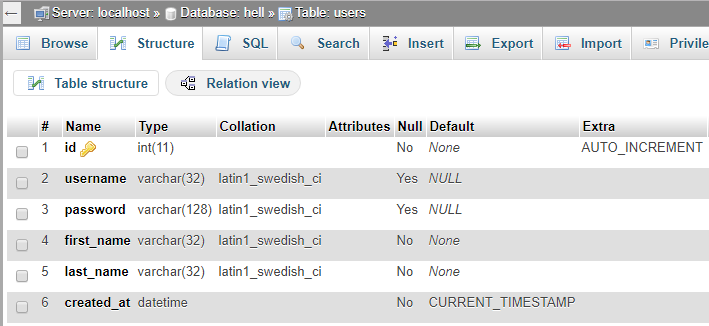 ← Server: localhost » Database: hell » Table: users
Browse Structure SQL Search Insert Export Import Privile
Table structure Relation view
# Name Type Collation Attributes Null Default Extra
1 id int(11) No None AUTO_INCREMENT
2 username varchar(32) latin1_swedish_ci Yes NULL
3 password varchar(128) latin1_swedish_ci Yes NULL
4 first_name varchar(32) latin1_swedish_ci No None
5 last_name varchar(32) latin1_swedish_ci No None
6 created_at datetime No CURRENT_TIMESTAMP